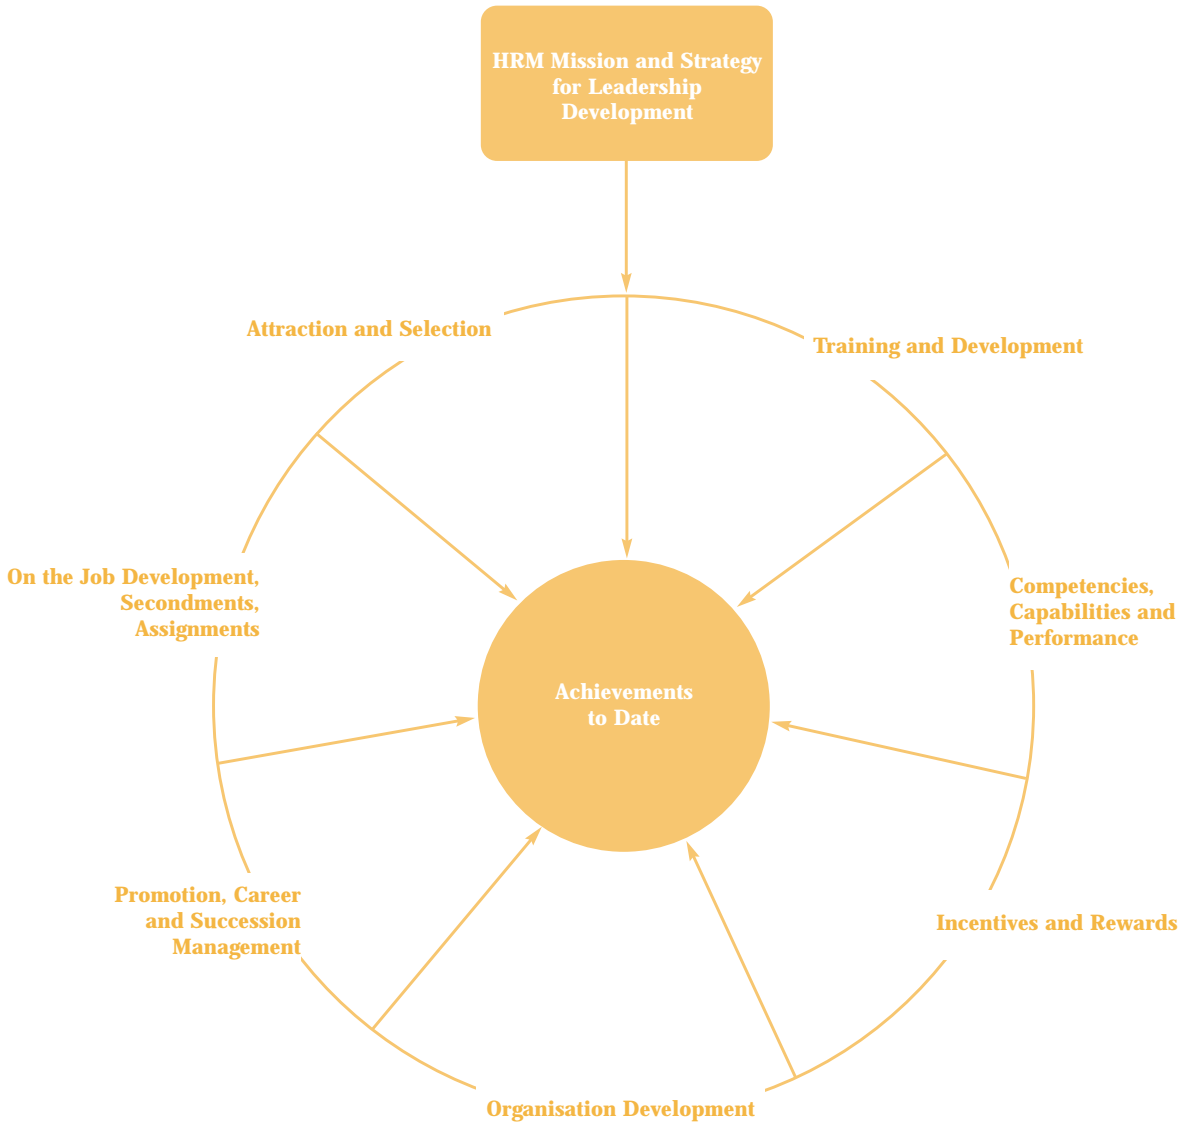 HRM Mission and Strategy
for Leadership
Development
Attraction and Selection
Training and Development
On the Job Development,
Secondments,
Assignments
Competencies,
Capabilities and
Performance
Achievements
to Date
Promotion, Career
and Succession
Management
Incentives and Rewards
Organisation Development